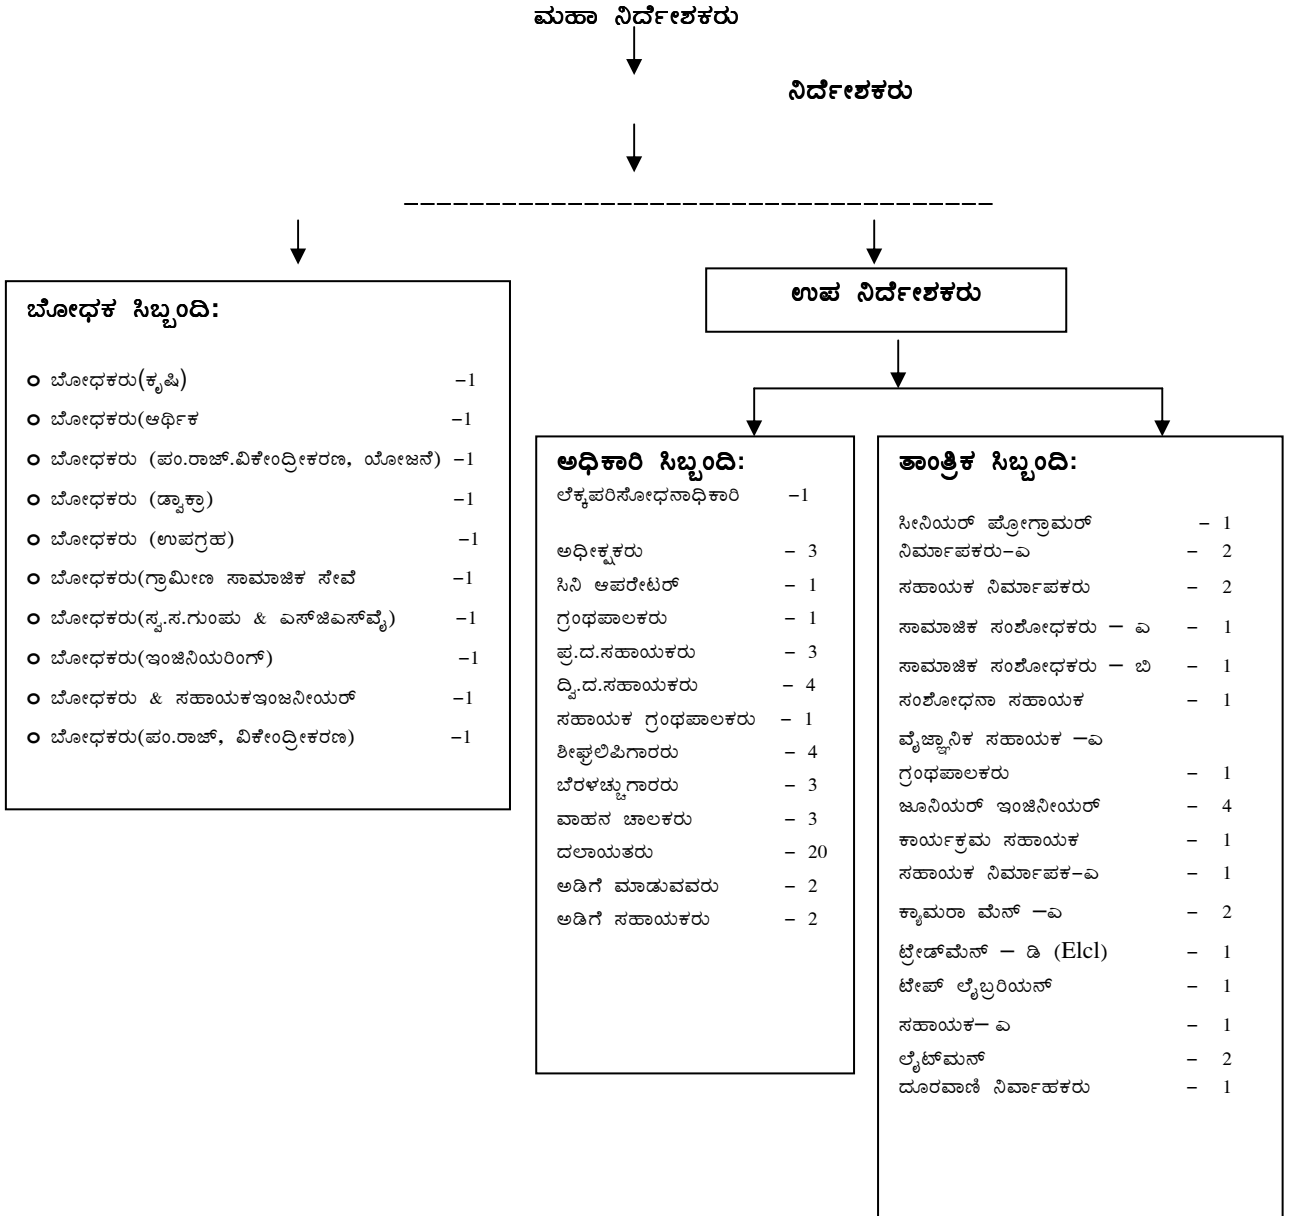 ಮಹಾ ನಿರ್ದೇಶಕರು
ನಿರ್ದೇಶಕರು
ಬೋಧಕ ಸಿಬ್ಬಂದಿ:
o ಬೋಧಕರು(ಕೃಷಿ) -1
o ಬೋಧಕರು(ಆರ್ಥಿಕ -1
o ಬೋಧಕರು (ಪಂ.ರಾಜ್.ವಿಕೇಂದ್ರೀಕರಣ, ಯೋಜನೆ) -1
o ಬೋಧಕರು (ಡ್ವಾಕ್ರಾ) -1
o ಬೋಧಕರು (ಉಪಗ್ರಹ) -1
o ಬೋಧಕರು(ಗ್ರಾಮೀಣ ಸಾಮಾಜಿಕ ಸೇವೆ -1
o ಬೋಧಕರು(ಸ್ವ.ಸ.ಗುಂಪು & ಎಸ್‌ಜಿಎಸ್‌ವೈ) -1
o ಬೋಧಕರು(ಇಂಜಿನಿಯರಿಂಗ್) -1
o ಬೋಧಕರು & ಸಹಾಯಕಇಂಜನೀಯರ್ -1
o ಬೋಧಕರು(ಪಂ.ರಾಜ್, ವಿಕೇಂದ್ರೀಕರಣ) -1
ಉಪ ನಿರ್ದೇಶಕರು
ಅಧಿಕಾರಿ ಸಿಬ್ಬಂದಿ:
ಲೆಕ್ಕಪರಿಸೋಧನಾಧಿಕಾರಿ -1
ಅಧೀಕ್ಷಕರು - 3
ಸಿನಿ ಆಪರೇಟರ್ - 1
ಗ್ರಂಥಪಾಲಕರು - 1
ಪ್ರ.ದ.ಸಹಾಯಕರು - 3
ದ್ವಿ.ದ.ಸಹಾಯಕರು - 4
ಸಹಾಯಕ ಗ್ರಂಥಪಾಲಕರು - 1
ಶೀಘ್ರಲಿಪಿಗಾರರು - 4
ಬೆರಳಚ್ಚುಗಾರರು - 3
ವಾಹನ ಚಾಲಕರು - 3
ದಲಾಯತರು - 20
ಅಡಿಗೆ ಮಾಡುವವರು - 2
ಅಡಿಗೆ ಸಹಾಯಕರು - 2
ತಾಂತ್ರಿಕ ಸಿಬ್ಬಂದಿ:
ಸೀನಿಯರ್ ಪ್ರೋಗ್ರಾಮರ್ - 1
ನಿರ್ಮಾಪಕರು-ಎ - 2
ಸಹಾಯಕ ನಿರ್ಮಾಪಕರು - 2
ಸಾಮಾಜಿಕ ಸಂಶೋಧಕರು – ಎ - 1
ಸಾಮಾಜಿಕ ಸಂಶೋಧಕರು – ಬಿ - 1
ಸಂಶೋಧನಾ ಸಹಾಯಕ - 1
ವೈಜ್ಞಾನಿಕ ಸಹಾಯಕ –ಎ
ಗ್ರಂಥಪಾಲಕರು - 1
ಜೂನಿಯರ್ ಇಂಜಿನೀಯರ್ - 4
ಕಾರ್ಯಕ್ರಮ ಸಹಾಯಕ - 1
ಸಹಾಯಕ ನಿರ್ಮಾಪಕ-ಎ - 1
ಕ್ಯಾಮರಾ ಮೆನ್ –ಎ - 2
ಟ್ರೇಡ್‌ಮೆನ್ – ಡಿ (Elcl) - 1
ಟೇಪ್ ಲೈಬ್ರರಿಯನ್ - 1
ಸಹಾಯಕ– ಎ - 1
ಲೈಟ್‌ಮನ್ - 2
ದೂರವಾಣಿ ನಿರ್ವಾಹಕರು - 1